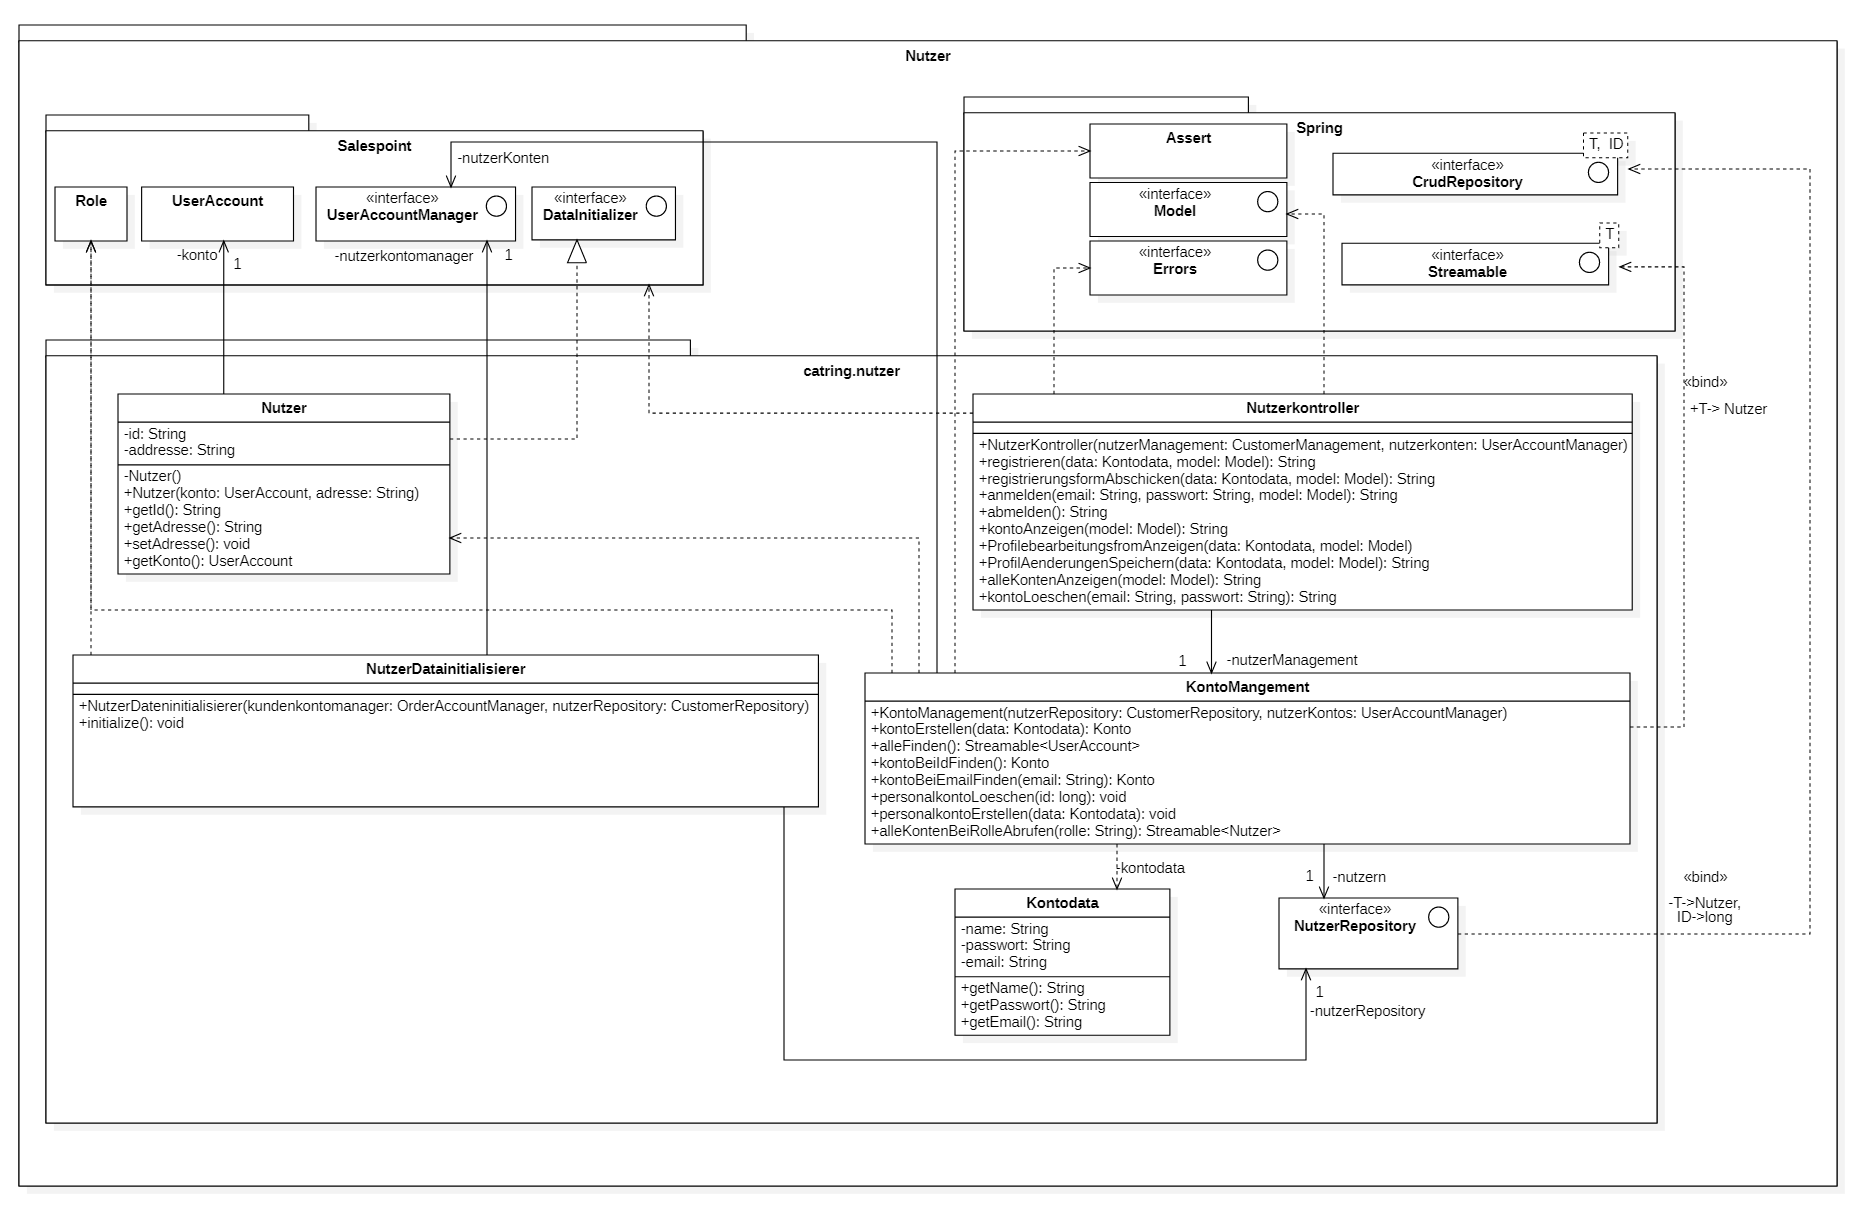 Nutzer
Salespoint
-nutzerKonten
Role
UserAccount
«interface»
UserAccountManager
«interface»
DataInitializer
-konto
1
-nutzerkontomanager
1
Spring
Assert
«interface»
Model
«interface»
Errors
T, ID
«interface»
CrudRepository
T
«interface»
Streamable
catring.nutzer
«bind»
+T-> Nutzer
Nutzer
-id: String
-addresse: String
-Nutzer()
+Nutzer(konto: UserAccount, adresse: String)
+getId(): String
+getAdresse(): String
+setAdresse(): void
+getKonto(): UserAccount
Nutzerkontroller
+NutzerKontroller(nutzerManagement: CustomerManagement, nutzerkonten: UserAccountManager)
+registrieren(data: Kontodata, model: Model): String
+registrierungsformAbschicken(data: Kontodata, model: Model): String
+anmelden(email: String, passwort: String, model: Model): String
+abmelden(): String
+kontoAnzeigen(model: Model): String
+ProfilebearbeitungsfromAnzeigen(data: Kontodata, model: Model)
+ProfilAenderungenSpeichern(data: Kontodata, model: Model): String
+alleKontenAnzeigen(model: Model): String
+kontoLoeschen(email: String, passwort: String): String
1
-nutzerManagement
NutzerDatainitialisierer
+NutzerDateninitialisierer(kundenkontomanager: OrderAccountManager, nutzerRepository: CustomerRepository)
+initialize(): void
KontoMangement
+KontoManagement(nutzerRepository: CustomerRepository, nutzerKontos: UserAccountManager)
+kontoErstellen(data: Kontodata): Konto
+alleFinden(): Streamable<UserAccount>
+kontoBeiIdFinden(): Konto
+kontoBeiEmailFinden(email: String): Konto
+personalkontoLoeschen(id: long): void
+personalkontoErstellen(data: Kontodata): void
+alleKontenBeiRolleAbrufen(rolle: String): Streamable<Nutzer>
-kontodata
1
-nutzern
«bind»
-T->Nutzer,
ID->long
Kontodata
-name: String
-passwort: String
-email: String
+getName(): String
+getPasswort(): String
+getEmail(): String
«interface»
NutzerRepository
1
-nutzerRepository